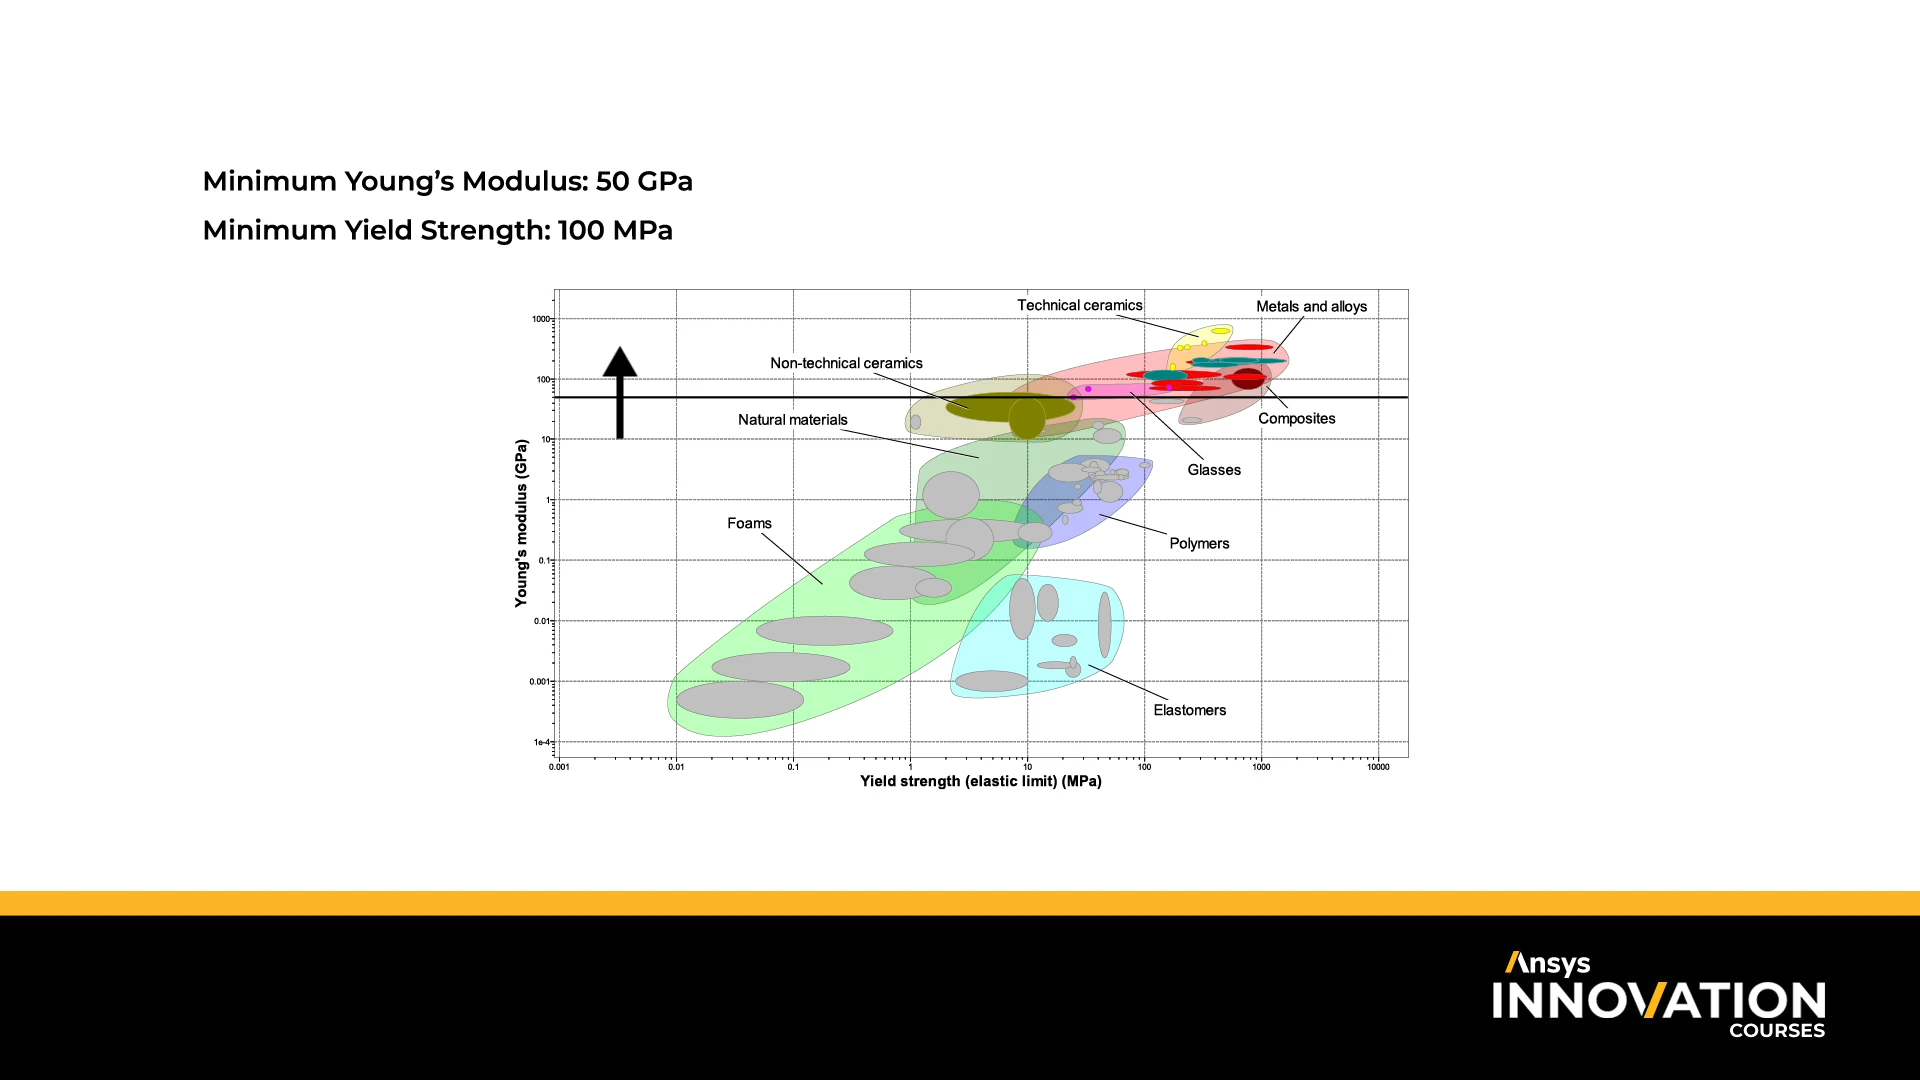 Minimum Young’s Modulus: 50 GPa
Minimum Yield Strength: 100 MPa
Technical ceramics
Metals and alloys
Non-technical ceramics
Natural materials
Composites
Glasses
Foams
Polymers
Elastomers
Young's modulus (GPa)
1000
100
10
1
0.1
0.01
0.001
1e-4
0.001 0.01 0.1 1 10 100 1000 10000
Yield strength (elastic limit) (MPa)
Ansys
INNOVATION
COURSES